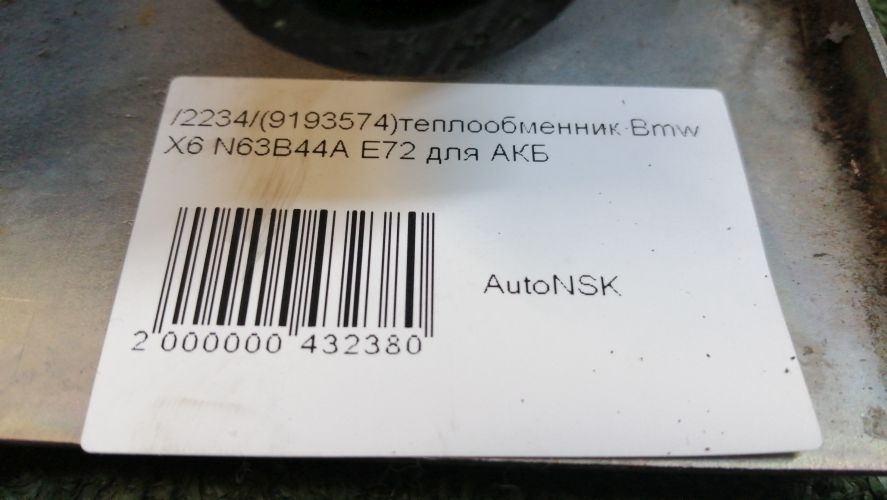 /2234/(9193574)теплообменник Bmw
X6 N63B44A E72 для АКБ
AutoNSK
2 000000 432380